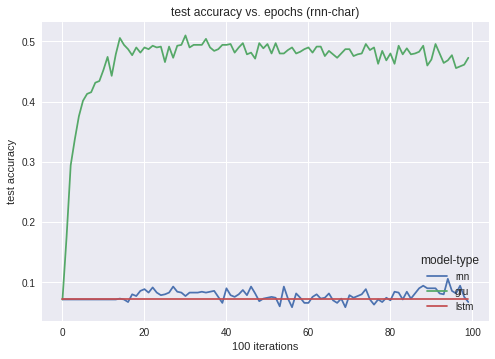 test accuracy vs. epochs (rnn-char)
test accuracy
0.5
0.4
0.3
0.2
0.1
model-type
rnn
gru
lstm
0
20
40
60
80
100
100 iterations